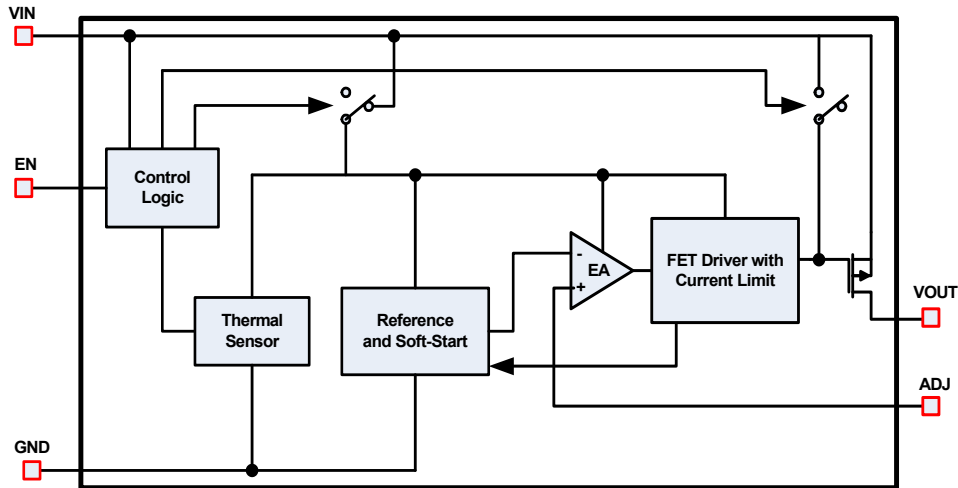 VIN
EN
Control
Logic
EA
-
+
FET Driver with
Current Limit
VOUT
Thermal
Sensor
Reference
and Soft-Start
ADJ
GND